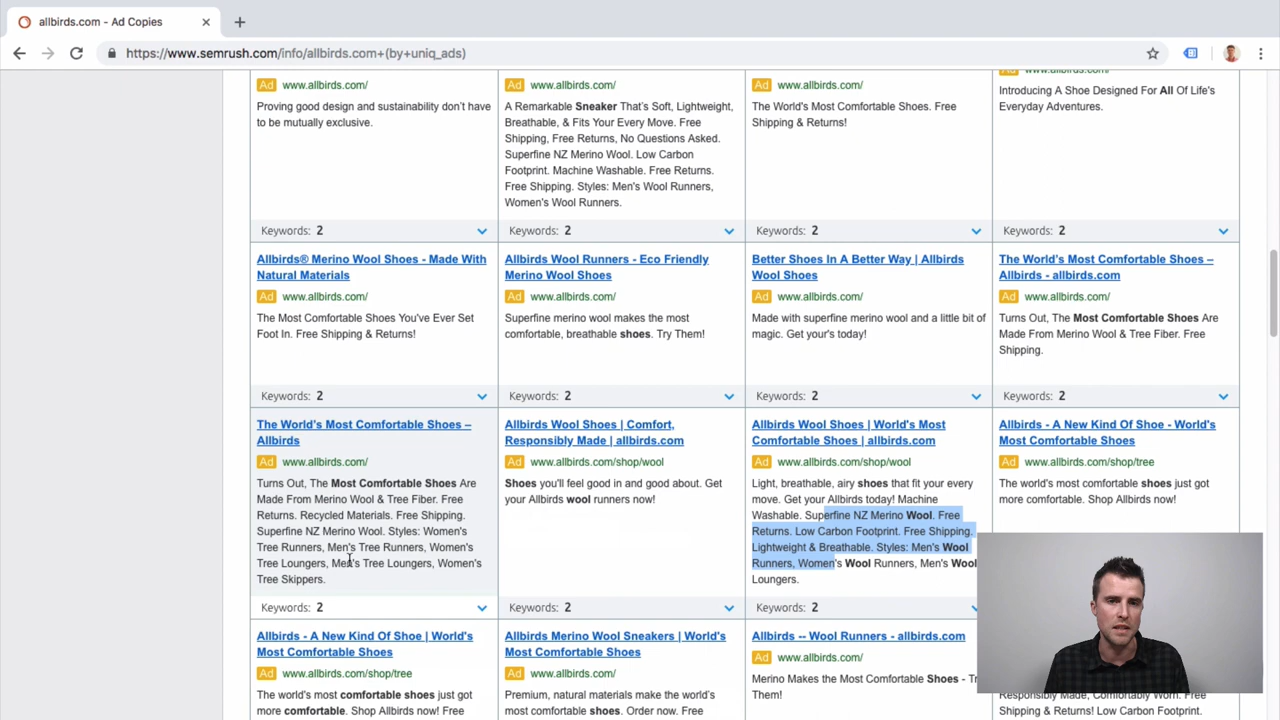 allbirds.com - Ad Copies
https://www.semrush.com/info/allbirds.com+(by+uniq_ads)
Ad www.allbirds.com/
Proving good design and sustainability don't have
to be mutually exclusive.
Keywords: 2
Ad www.allbirds.com/
A Remarkable Sneaker That's Soft, Lightweight,
Breathable, & Fits Your Every Move. Free
Shipping, Free Returns, No Questions Asked.
Superfine NZ Merino Wool. Low Carbon
Footprint. Machine Washable. Free Returns.
Free Shipping. Styles: Men's Wool Runners,
Women's Wool Runners.
Keywords: 2
Ad www.allbirds.com/
The World's Most Comfortable Shoes. Free
Shipping & Returns!
Keywords: 2
Ad www.allbirds.com/
Introducing A Shoe Designed For All Of Life's
Everyday Adventures.
Keywords: 2
Allbirds® Merino Wool Shoes - Made With
Natural Materials
Ad www.allbirds.com/
The Most Comfortable Shoes You've Ever Set
Foot In. Free Shipping & Returns!
Keywords: 2
Allbirds Wool Runners - Eco Friendly
Merino Wool Shoes
Ad www.allbirds.com/
Superfine merino wool makes the most
comfortable, breathable shoes. Try Them!
Keywords: 2
Better Shoes In A Better Way | Allbirds
Wool Shoes
Ad www.allbirds.com/
Made with superfine merino wool and a little bit of
magic. Get your's today!
Keywords: 2
The World's Most Comfortable Shoes –
Allbirds - allbirds.com
Ad www.allbirds.com/
Turns Out, The Most Comfortable Shoes Are
Made From Merino Wool & Tree Fiber. Free
Shipping.
Keywords: 2
The World's Most Comfortable Shoes –
Allbirds
Ad www.allbirds.com/
Turns Out, The Most Comfortable Shoes Are
Made From Merino Wool & Tree Fiber. Free
Returns. Recycled Materials. Free Shipping.
Superfine NZ Merino Wool. Styles: Women's
Tree Runners, Men's Tree Runners, Women's
Tree Loungers, Men's Tree Loungers, Women's
Tree Skippers.
Keywords: 2
Allbirds Wool Shoes | Comfort,
Responsibly Made | allbirds.com
Ad www.allbirds.com/shop/wool
Shoes you'll feel good in and good about. Get
your Allbirds wool runners now!
Keywords: 2
Allbirds Wool Shoes | World's Most
Comfortable Shoes | allbirds.com
Ad www.allbirds.com/shop/wool
Light, breathable, airy shoes that fit your every
move. Get your Allbirds today! Machine
Washable. Superfine NZ Merino Wool. Free
Returns. Low Carbon Footprint. Free Shipping.
Lightweight & Breathable. Styles: Men's Wool
Runners, Women's Wool Runners, Men's Wool
Loungers.
Keywords: 2
Allbirds - A New Kind Of Shoe - World's
Most Comfortable Shoes
Ad www.allbirds.com/shop/tree
The world's most comfortable shoes just got
more comfortable. Shop Allbirds now!
Allbirds - A New Kind Of Shoe | World's
Most Comfortable Shoes
Ad www.allbirds.com/shop/tree
The world's most comfortable shoes just got
more comfortable. Shop Allbirds now! Free
Allbirds Merino Wool Sneakers | World's
Most Comfortable Shoes
Ad www.allbirds.com/
Premium, natural materials make the world's
most comfortable shoes. Order now. Free
Allbirds -- Wool Runners - allbirds.com
Ad www.allbirds.com/
Merino Makes the Most Comfortable Shoes -
Them!
Responsibly Made, Comfortably Worn. Free
Shipping & Returns! Low Carbon Footprint.